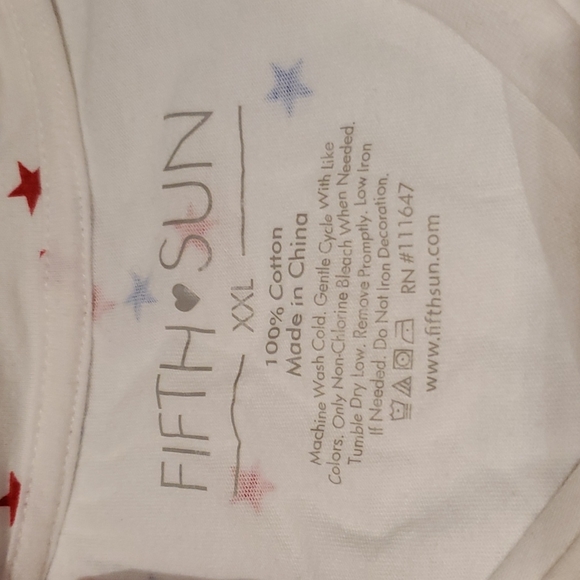 FIFTH SUN
XXL
100% Cotton
Made in China
Machine Wash Cold, Gentle Cycle With Like
Colors. Only Non-Chlorine Bleach When Needed.
Tumble Dry Low. Remove Promptly. Low Iron
If Needed. Do Not Iron Decoration.
RN #111647
www.fifthsun.com